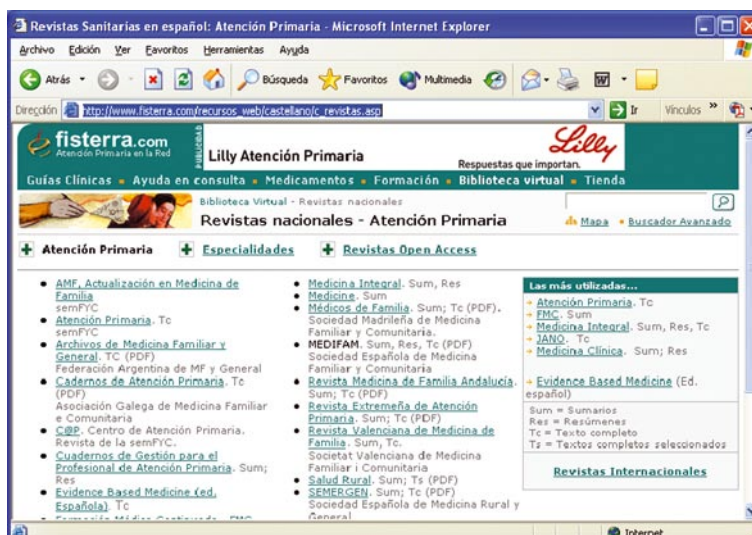 Revistas Sanitarias en español: Atención Primaria - Microsoft Internet Explorer
Archivo Edición Ver Favoritos Herramientas Ayuda
Atrás Búsqueda Favoritos Multimedia
Dirección http://www.fisterra.com/recursos_web/castellano/c_revistas.asp Ir Vínculos »
fisterra.com
Atención Primaria en la Red
PUBLICIDAD
Lilly Atención Primaria
Lilly
Respuestas que importan.
Guías Clínicas Ayuda en consulta Medicamentos Formación Biblioteca virtual Tienda
Biblioteca Virtual - Revistas nacionales
Revistas nacionales - Atención Primaria
Mapa Buscador Avanzado
Atención Primaria Especialidades Revistas Open Access
AMF, Actualización en Medicina de
Familia
semFYC
Atención Primaria. Tc
semFYC
Archivos de Medicina Familiar y
General. TC (PDF)
Federación Argentina de MF y General
Cadernos de Atención Primaria. Tc
(PDF)
Asociación Galega de Medicina Familiar
e Comunitaria
C@P. Centro de Atención Primaria.
Revista de la semFYC.
Cuadernos de Gestión para el
Profesional de Atención Primaria. Sum;
Res
Evidence Based Medicine (ed.
Española). Tc
Formación Médica Continuada - FMC
Medicina Integral. Sum, Res
Medicine. Sum
Médicos de Familia. Sum; Tc (PDF).
Sociedad Madrileña de Medicina
Familiar y Comunitaria.
MEDIFAM. Sum, Res, Tc (PDF)
Sociedad Española de Medicina
Familiar y Comunitaria
Revista Medicina de Familia Andalucía.
Sum; Tc (PDF)
Revista Extremeña de Atención
Primaria. Sum; Tc (PDF)
Revista Valenciana de Medicina de
Familia. Sum, Tc.
Societat Valenciana de Medicina
Familiar i Comunitaria
Salud Rural. Sum; Ts (PDF)
SEMERGEN. Sum; Tc (PDF)
Sociedad Española de Medicina Rural y
General
Las más utilizadas...
Atención Primaria. Tc
FMC. Sum
Medicina Integral. Sum, Res, Tc
JANO. Tc
Medicina Clínica. Sum; Res
Evidence Based Medicine (Ed.
español)
Sum = Sumarios
Res = Resúmenes
Tc = Texto completo
Ts = Textos completos seleccionados
Revistas Internacionales
Internet